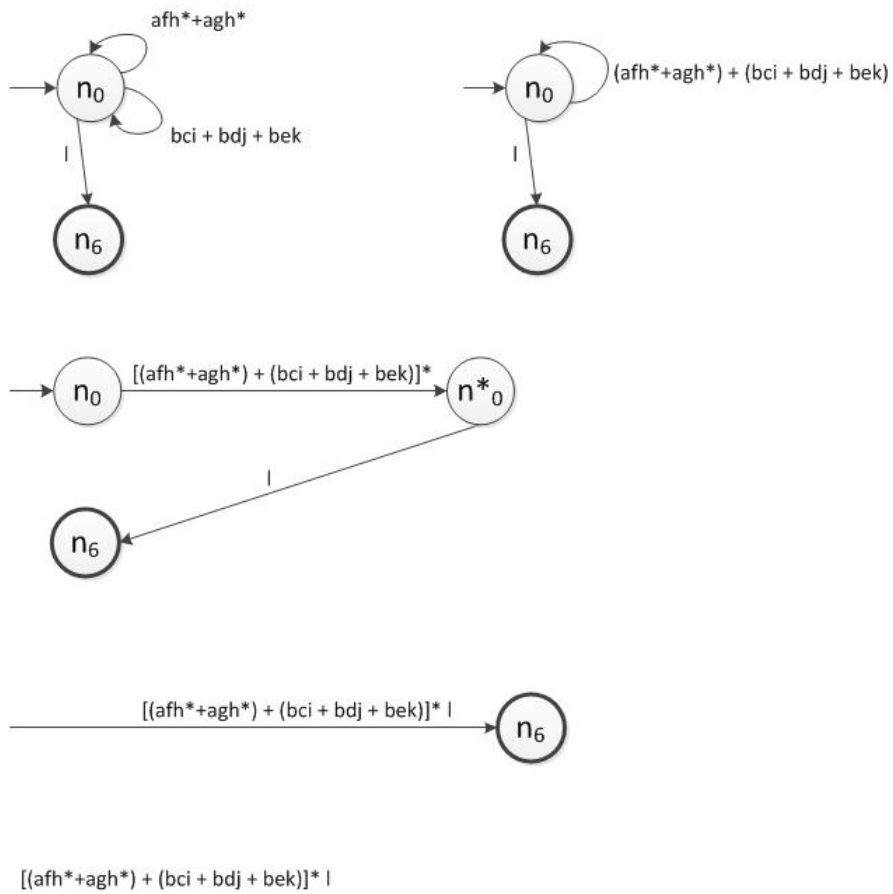 afh*+agh*
n0
bci + bdj + bek
l
n6
n0
(afh*+agh*) + (bci + bdj + bek)
l
n6
n0
[(afh*+agh*) + (bci + bdj + bek)]*
n*0
l
n6
[(afh*+agh*) + (bci + bdj + bek)]* l
n6
[(afh*+agh*) + (bci + bdj + bek)]* l